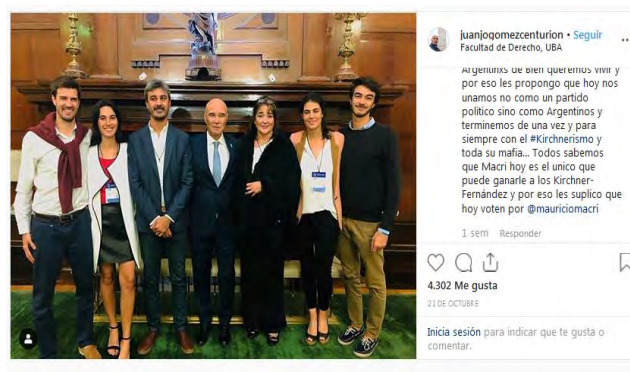 juanjogomezcenturion • Seguir
Facultad de Derecho, UBA
Argentinxs de Bien queremos vivir y
por eso les propongo que hoy nos
unamos no como un partido
politico sino como Argentinos y
terminemos de una vez y para
siempre con el #Kirchnerismo y
toda su mafia... Todos sabemos
que Macri hoy es el unico que
puede ganarle a los Kirchner-
Fernández y por eso les suplico que
hoy voten por @mauriciomacri
1 sem Responder
4.302 Me gusta
21 DE OCTUBRE
Inicia sesión para indicar que te gusta o
comentar.